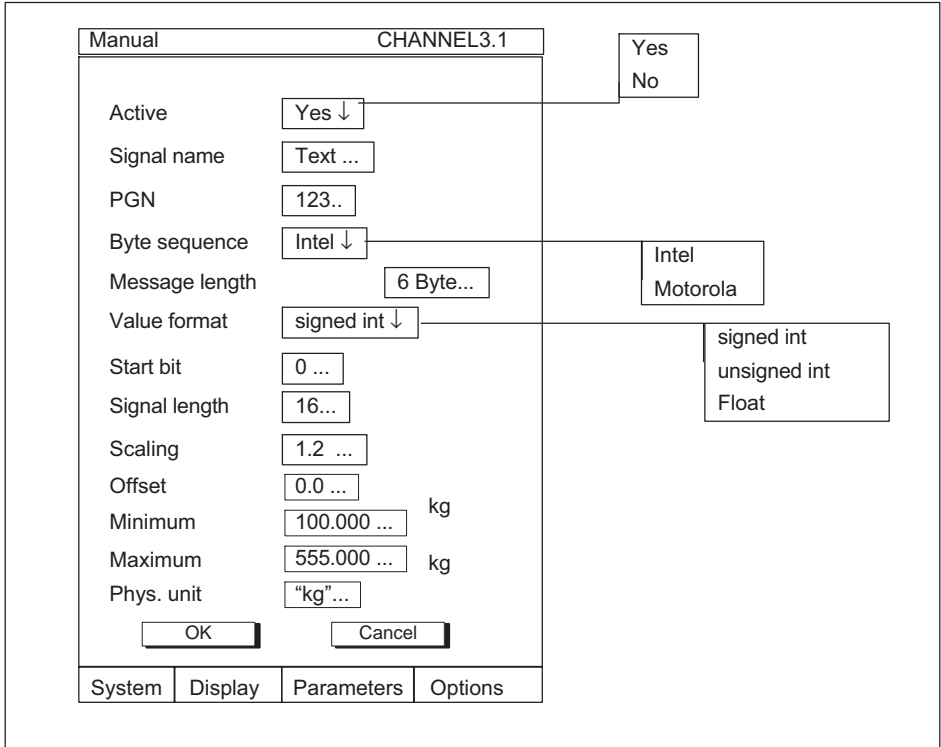 Manual CHANNEL3.1
Yes
No
Active Yes ↓
Signal name Text ...
PGN 123..
Byte sequence Intel ↓
Intel
Motorola
Message length 6 Byte...
Value format signed int ↓
signed int
unsigned int
Float
Start bit 0 ...
Signal length 16...
Scaling 1.2 ...
Offset 0.0 ...
Minimum 100.000 ... kg
Maximum 555.000 ... kg
Phys. unit “kg”...
OK Cancel
System Display Parameters Options